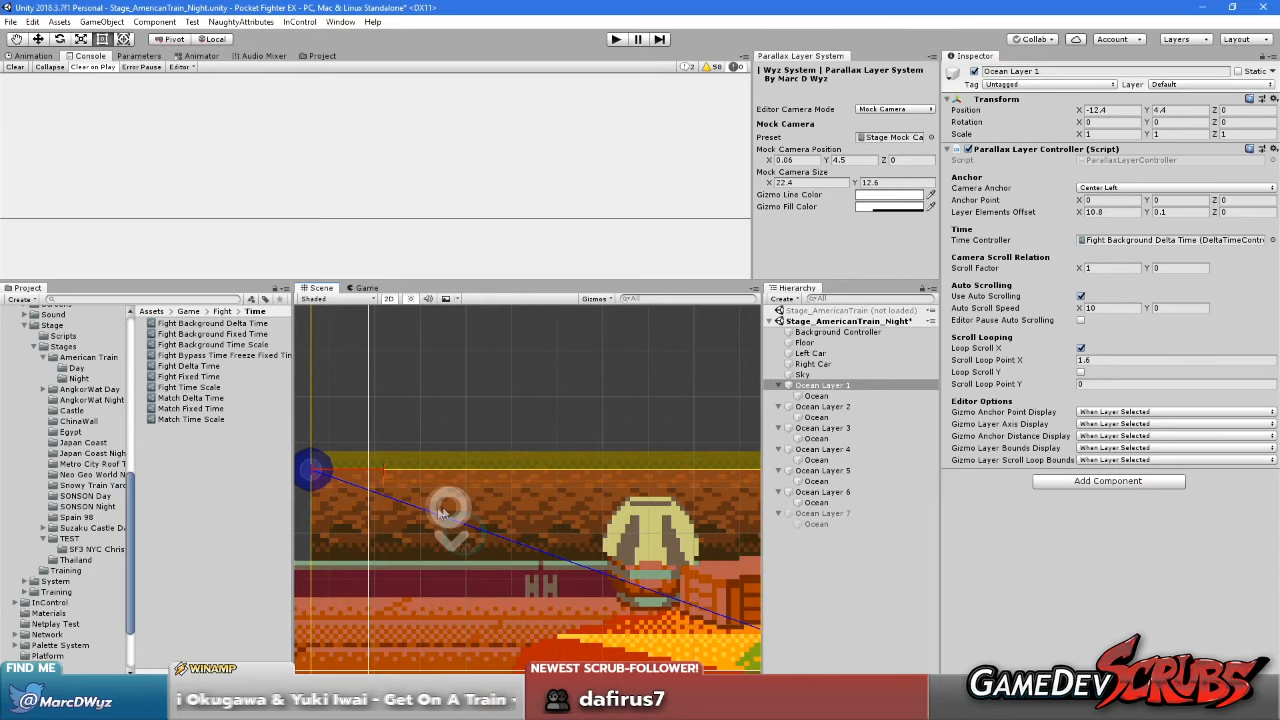 Unity 2018.3.7f1 Personal - Stage_AmericanTrain_Night.unity - Pocket Fighter EX - PC, Mac & Linux Standalone* <DX11>
File Edit Assets GameObject Component Test NaughtyAttributes InControl Window Help
Pivot Local Collab Account Layers Layout
Animation Console Parameters Animator Audio Mixer Project
Clear Collapse Clear on Play Error Pause Editor 2 58 0
Parallax Layer System
| Wyz System | Parallax Layer System
By Marc D Wyz
Editor Camera Mode Mock Camera
Mock Camera
Preset Stage Mock Ca
Mock Camera Position
X 0.06 Y 4.5 Z 0
Mock Camera Size
X 22.4 Y 12.6
Gizmo Line Color
Gizmo Fill Color
Inspector
Ocean Layer 1 Static
Tag Untagged Layer Default
Transform
Position X -12.4 Y 4.4 Z 0
Rotation X 0 Y 0 Z 0
Scale X 1 Y 1 Z 1
Parallax Layer Controller (Script)
Script ParallaxLayerController
Anchor
Camera Anchor Center Left
Anchor Point X 0 Y 0 Z 0
Layer Elements Offset X 10.8 Y 0.1 Z 0
Time
Time Controller Fight Background Delta Time (DeltaTimeContr
Camera Scroll Relation
Scroll Factor X 1 Y 0
Auto Scrolling
Use Auto Scrolling
Auto Scroll Speed X 10 Y 0
Editor Pause Auto Scrolling
Scroll Looping
Loop Scroll X
Scroll Loop Point X 1.6
Loop Scroll Y
Scroll Loop Point Y 0
Editor Options
Gizmo Anchor Point Display When Layer Selected
Gizmo Layer Axis Display When Layer Selected
Gizmo Anchor Distance Display When Layer Selected
Gizmo Layer Bounds Display When Layer Selected
Gizmo Layer Scroll Loop Bounds When Layer Selected
Add Component
Project
Create
Sound
Stage
Scripts
Stages
American Train
Day
Night
AngkorWat Day
AngkorWat Night
Castle
ChinaWall
Egypt
Japan Castle
Japan Coast
Metro City Roof T
Neo Geo World N
Snowy Train Yard
SONSON Day
SONSON Night
Spain 98
Suzaku Castle D
TEST
SF3 NYC Chris
Thailand
Training
System
Training
InControl
Materials
Netplay Test
Network
Palette System
Platform
Assets Game Fight Time
Fight Background Delta Time
Fight Background Fixed Time
Fight Background Time Scale
Fight Bypass Time Freeze Fixed Tim
Fight Delta Time
Fight Fixed Time
Fight Time Scale
Match Delta Time
Match Fixed Time
Match Time Scale
Scene Game
Shaded 2D Gizmos All
Hierarchy
Create All
Stage_AmericanTrain (not loaded)
Stage_AmericanTrain_Night*
Background Controller
Floor
Left Car
Right Car
Sky
Ocean Layer 1
Ocean
Ocean Layer 2
Ocean
Ocean Layer 3
Ocean
Ocean Layer 4
Ocean
Ocean Layer 5
Ocean
Ocean Layer 6
Ocean
Ocean Layer 7
Ocean
FIND ME
@MarcDWyz
WINAMP
i Okugawa & Yuki Iwai - Get On A Train -
NEWEST SCRUB-FOLLOWER!
dafirus7
GAMEDEV SCRUBS